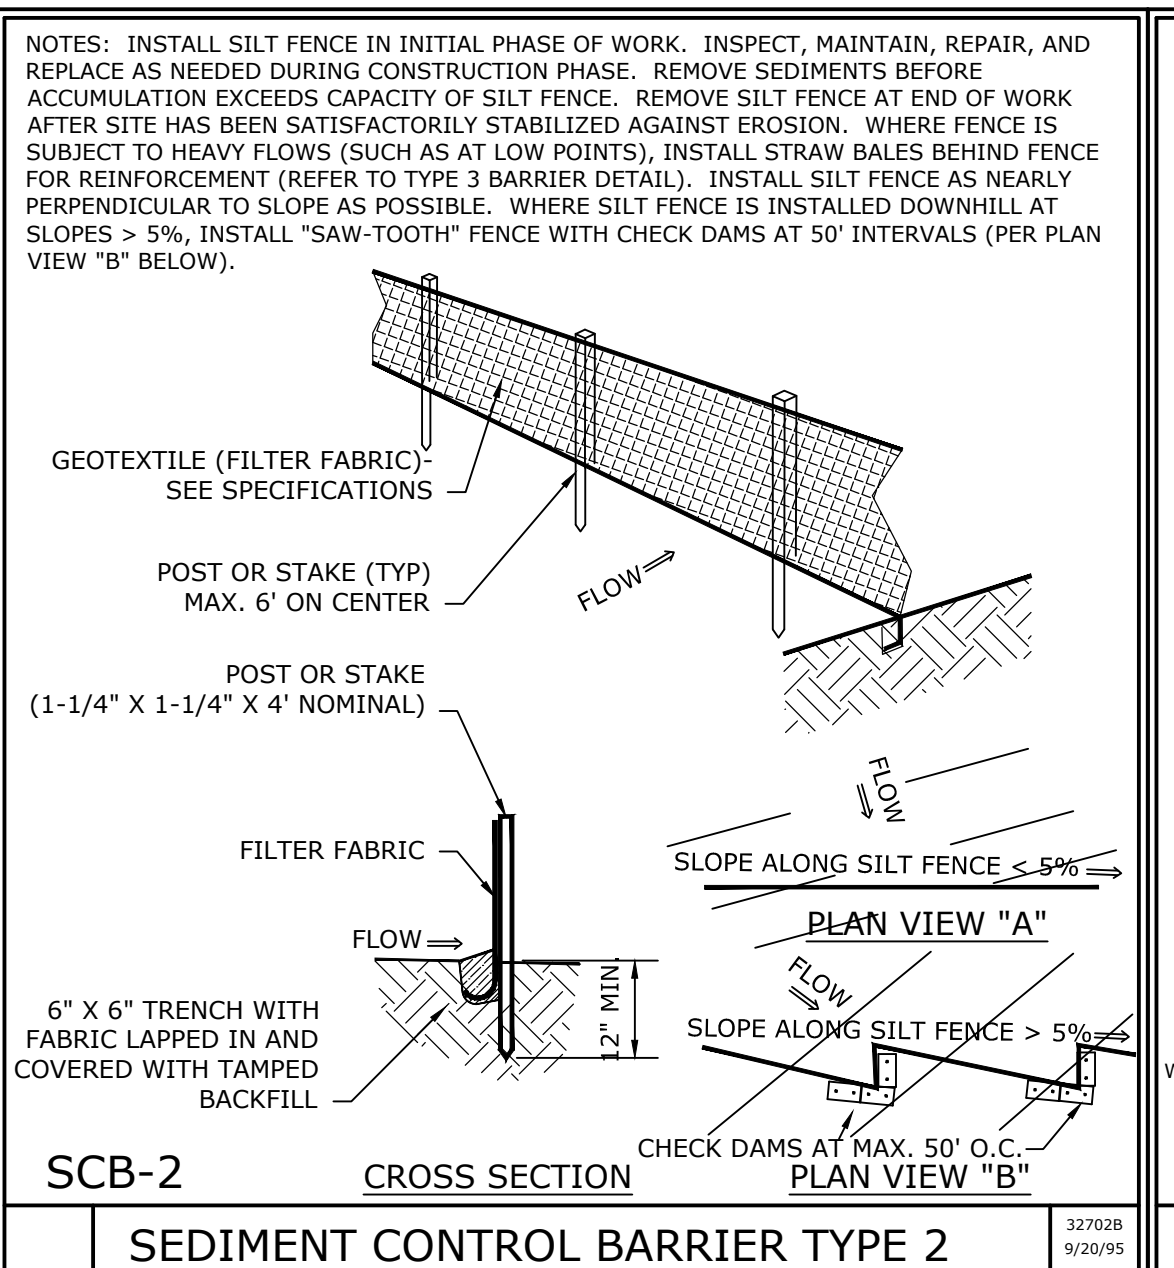 NOTES: INSTALL SILT FENCE IN INITIAL PHASE OF WORK. INSPECT, MAINTAIN, REPAIR, AND
REPLACE AS NEEDED DURING CONSTRUCTION PHASE. REMOVE SEDIMENTS BEFORE
ACCUMULATION EXCEEDS CAPACITY OF SILT FENCE. REMOVE SILT FENCE AT END OF WORK
AFTER SITE HAS BEEN SATISFACTORILY STABILIZED AGAINST EROSION. WHERE FENCE IS
SUBJECT TO HEAVY FLOWS (SUCH AS AT LOW POINTS), INSTALL STRAW BALES BEHIND FENCE
FOR REINFORCEMENT (REFER TO TYPE 3 BARRIER DETAIL). INSTALL SILT FENCE AS NEARLY
PERPENDICULAR TO SLOPE AS POSSIBLE. WHERE SILT FENCE IS INSTALLED DOWNHILL AT
SLOPES > 5%, INSTALL "SAW-TOOTH" FENCE WITH CHECK DAMS AT 50' INTERVALS (PER PLAN
VIEW "B" BELOW).
GEOTEXTILE (FILTER FABRIC)-
SEE SPECIFICATIONS
POST OR STAKE (TYP)
MAX. 6' ON CENTER
FLOW
POST OR STAKE
(1-1/4" X 1-1/4" X 4' NOMINAL)
FILTER FABRIC
FLOW
6" X 6" TRENCH WITH
FABRIC LAPPED IN AND
COVERED WITH TAMPED
BACKFILL
12" MIN.
FLOW
SLOPE ALONG SILT FENCE < 5%
PLAN VIEW "A"
FLOW
SLOPE ALONG SILT FENCE > 5%
CHECK DAMS AT MAX. 50' O.C.
PLAN VIEW "B"
SCB-2
CROSS SECTION
SEDIMENT CONTROL BARRIER TYPE 2
32702B
9/20/95
W